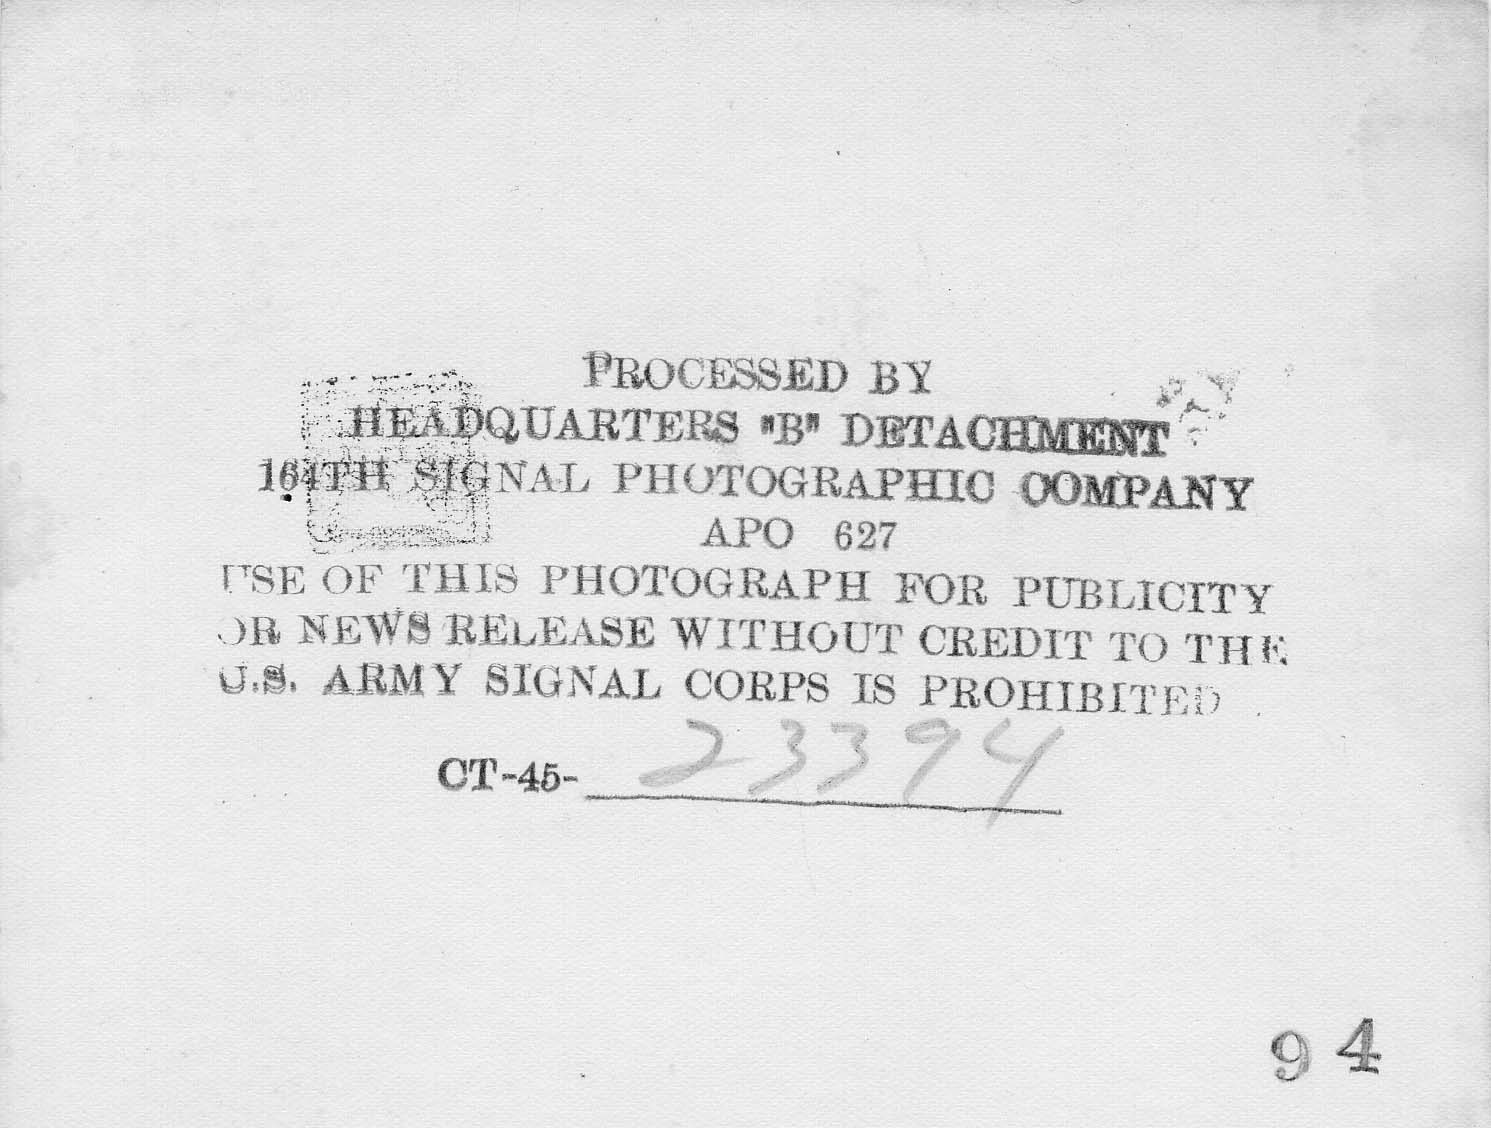 PROCESSED BY
HEADQUARTERS "B" DETACHMENT
164TH SIGNAL PHOTOGRAPHIC COMPANY
APO 627
USE OF THIS PHOTOGRAPH FOR PUBLICITY
OR NEWS RELEASE WITHOUT CREDIT TO THE
U.S. ARMY SIGNAL CORPS IS PROHIBITED
CT-45- 23394
94